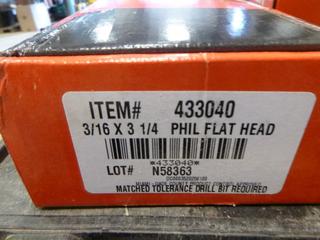 ITEM# 433040
3/16 X 3 1/4 PHIL FLAT HEAD
*433040*
LOT# N58363
MATCHED TOLERANCE DRILL BIT REQUIRED